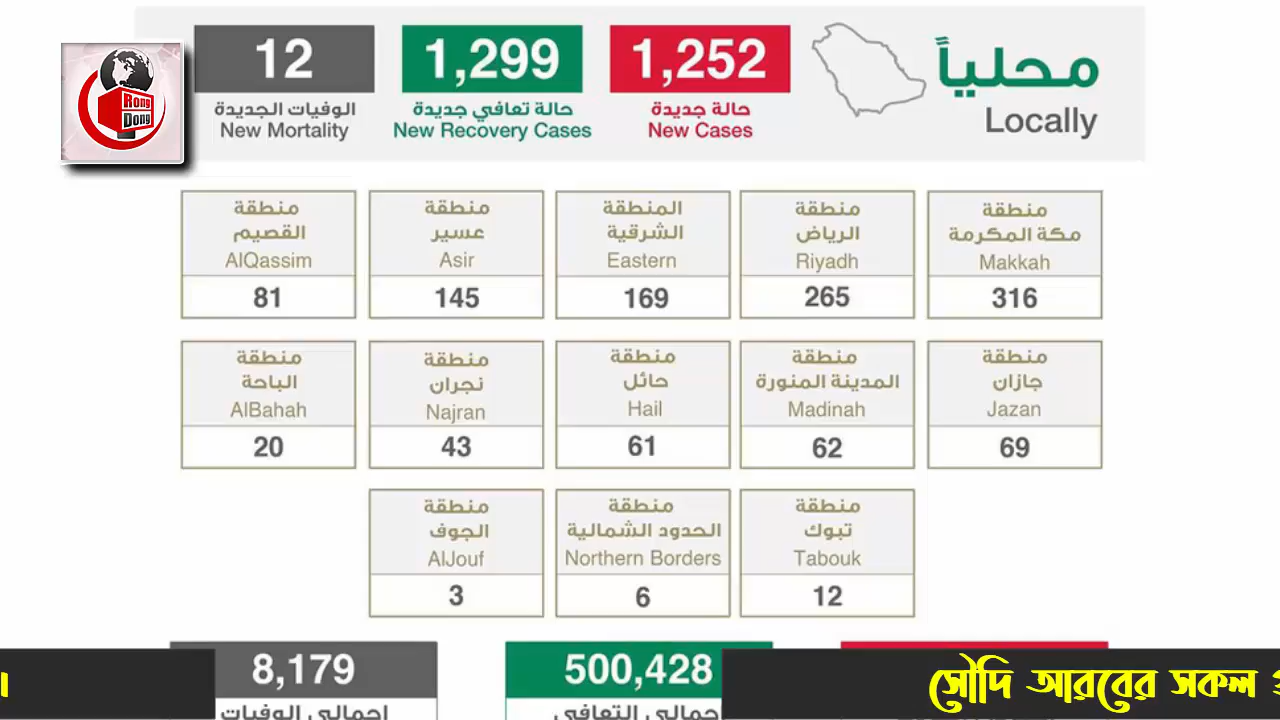 محلياً
Locally
1,252
حالة جديدة
New Cases
1,299
حالة تعافي جديدة
New Recovery Cases
12
الوفيات الجديدة
New Mortality
Rong
Dong
منطقة
مكة المكرمة
Makkah
316
منطقة
الرياض
Riyadh
265
المنطقة
الشرقية
Eastern
169
منطقة
عسير
Asir
145
منطقة
القصيم
AlQassim
81
منطقة
جازان
Jazan
69
منطقة
المدينة المنورة
Madinah
62
منطقة
حائل
Hail
61
منطقة
نجران
Najran
43
منطقة
الباحة
AlBahah
20
منطقة
تبوك
Tabouk
12
منطقة
الحدود الشمالية
Northern Borders
6
منطقة
الجوف
AlJouf
3
500,428
إجمالي التعافي
8,179
إجمالي الوفيات
সৌদি আরবের সকল